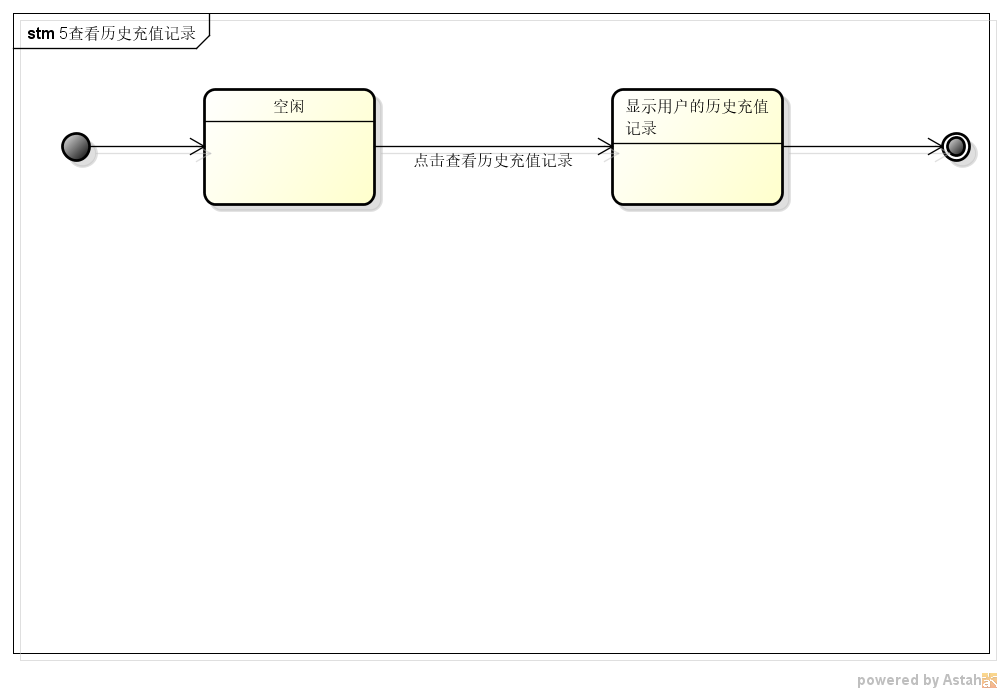 stm 5查看历史充值记录
空闲
显示用户的历史充值
记录
点击查看历史充值记录
powered by Astah